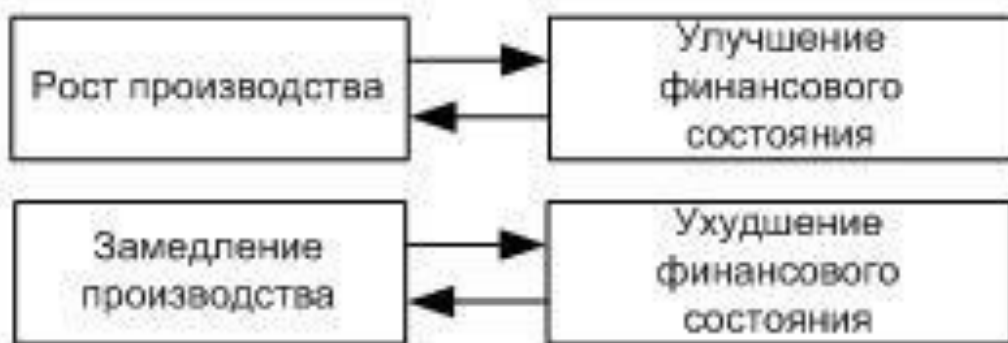 Рост производства
Улучшение
финансового
состояния
Замедление
производства
Ухудшение
финансового
состояния